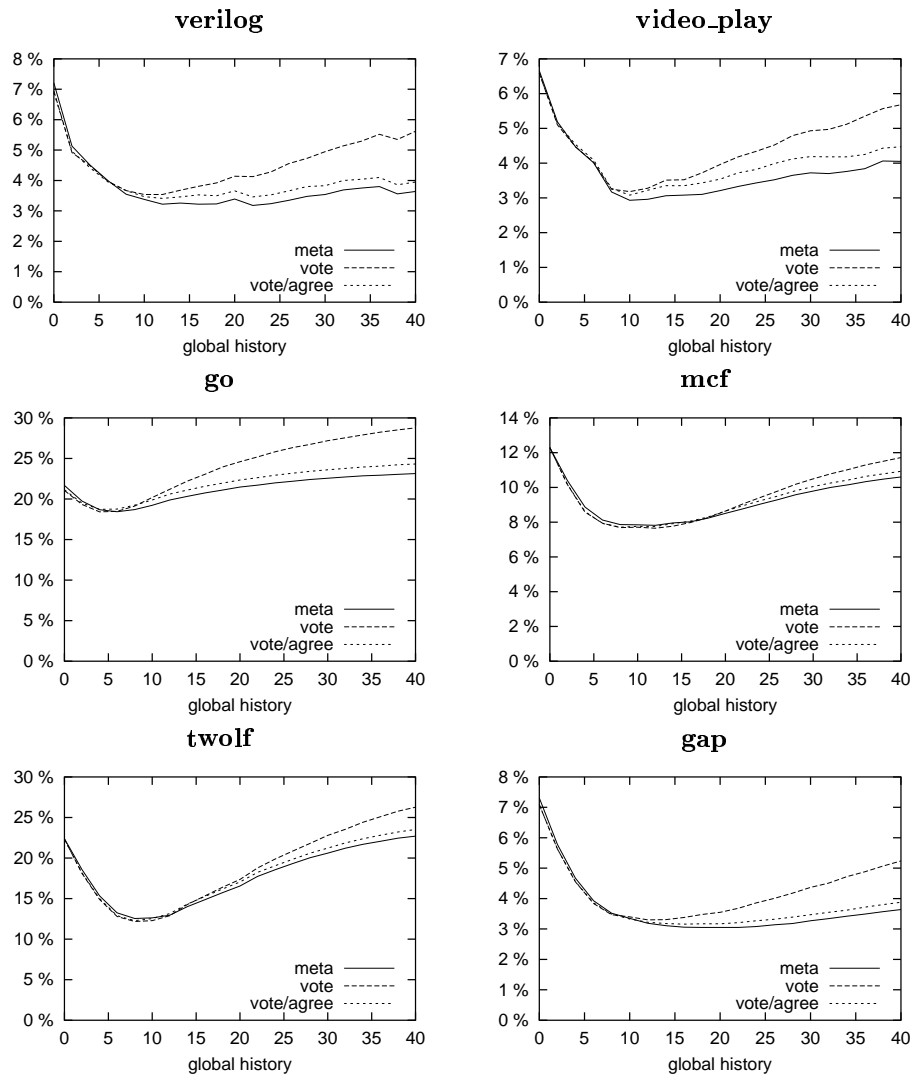 verilog
8 %
7 %
6 %
5 %
4 %
3 %
2 %
1 %
0 %
meta
vote
vote/agree
0 5 10 15 20 25 30 35 40
global history
video_play
7 %
6 %
5 %
4 %
3 %
2 %
1 %
0 %
meta
vote
vote/agree
0 5 10 15 20 25 30 35 40
global history
go
30 %
25 %
20 %
15 %
10 %
5 %
0 %
meta
vote
vote/agree
0 5 10 15 20 25 30 35 40
global history
mcf
14 %
12 %
10 %
8 %
6 %
4 %
2 %
0 %
meta
vote
vote/agree
0 5 10 15 20 25 30 35 40
global history
twolf
30 %
25 %
20 %
15 %
10 %
5 %
0 %
meta
vote
vote/agree
0 5 10 15 20 25 30 35 40
global history
gap
8 %
7 %
6 %
5 %
4 %
3 %
2 %
1 %
0 %
meta
vote
vote/agree
0 5 10 15 20 25 30 35 40
global history